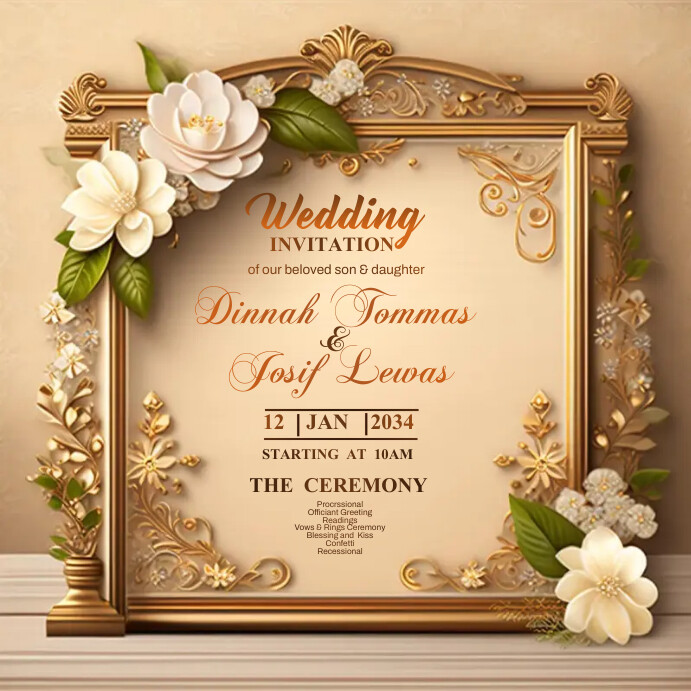 Wedding
INVITATION
of our beloved son & daughter
Dinnah Tommas
&
Josif Lewas
12 | JAN | 2034
STARTING AT 10AM
THE CEREMONY
Procrssional
Officiant Greeting
Readings
Vows & Rings Ceremony
Blessing and Kiss
Confetti
Recessional